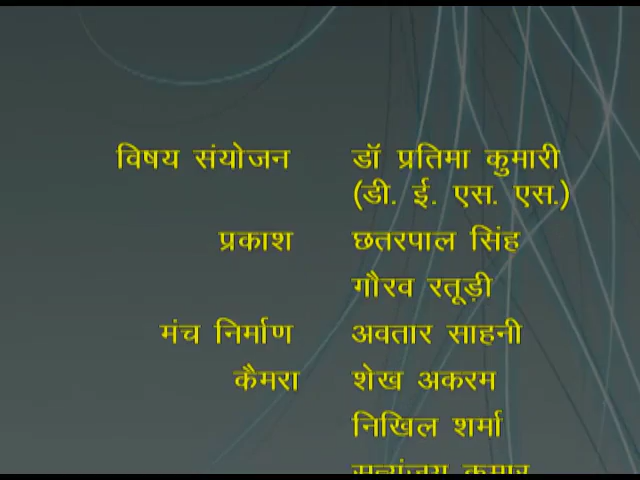 विषय संयोजन डॉ प्रतिमा कुमारी
(डी. ई. एस. एस.)
प्रकाश छतरपाल सिंह
गौरव रतूड़ी
मंच निर्माण अवतार साहनी
कैमरा शेख अकरम
निखिल शर्मा
कुमार